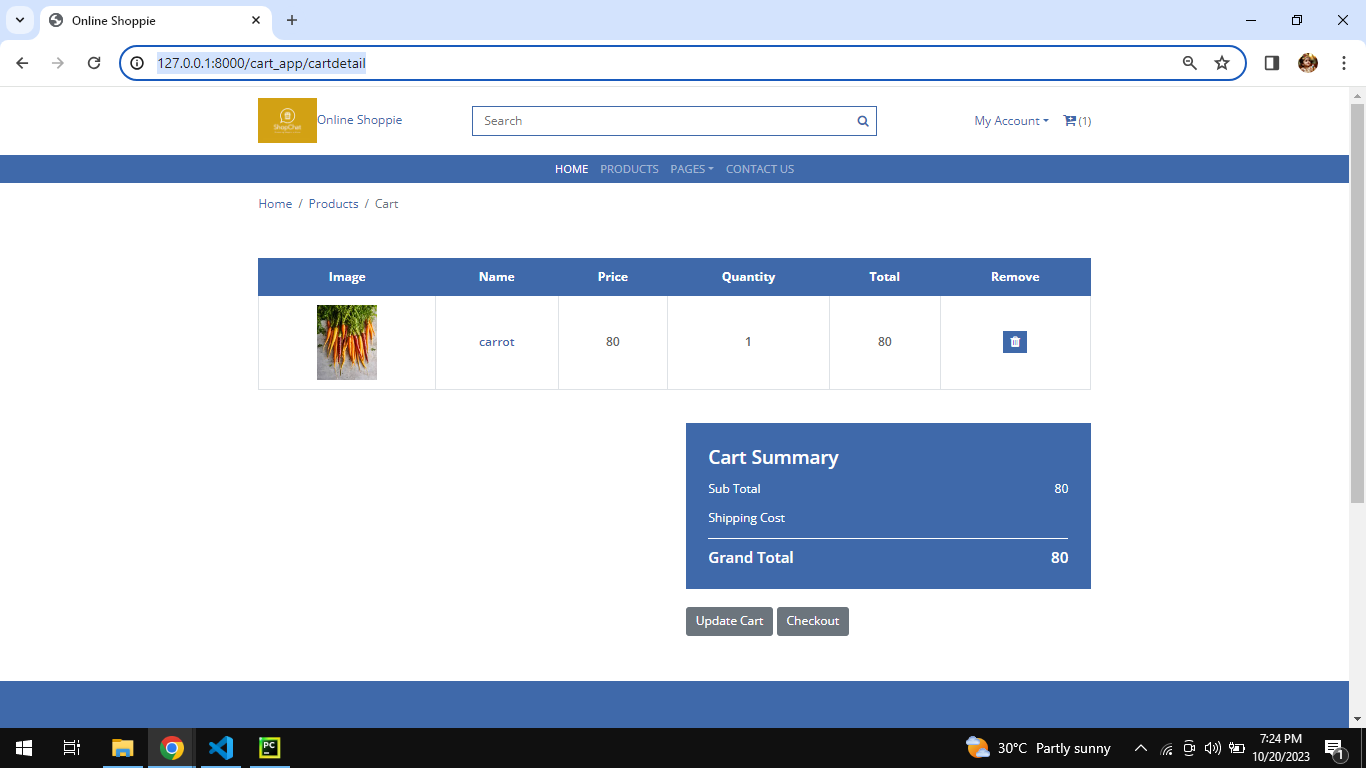 Online Shoppie
127.0.0.1:8000/cart_app/cartdetail
ShopChat
Online Shoppie
Search
My Account
(1)
HOME PRODUCTS PAGES CONTACT US
Home / Products / Cart
Image Name Price Quantity Total Remove
carrot 80 1 80
Cart Summary
Sub Total 80
Shipping Cost
Grand Total 80
Update Cart Checkout
PC
30°C Partly sunny
7:24 PM
10/20/2023
1